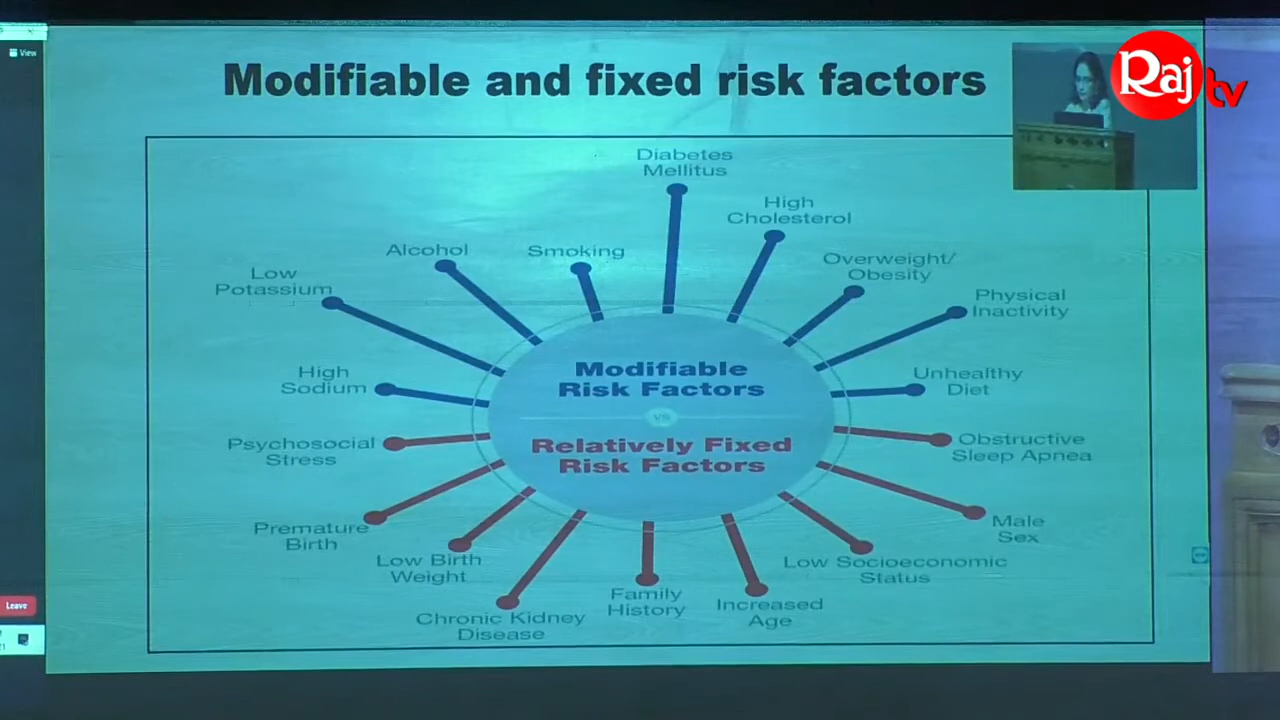 View
Modifiable and fixed risk factors
Raj tv
Diabetes
Mellitus
High
Cholesterol
Alcohol
Smoking
Overweight/
Obesity
Low
Potassium
Physical
Inactivity
High
Sodium
Modifiable
Risk Factors
Unhealthy
Diet
vs
Psychosocial
Stress
Relatively Fixed
Risk Factors
Obstructive
Sleep Apnea
Premature
Birth
Male
Sex
Low Birth
Weight
Low Socioeconomic
Status
Chronic Kidney
Disease
Family
History
Increased
Age
Leave